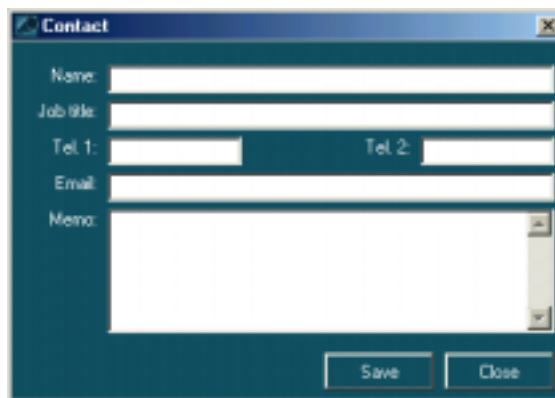 Contact
Name:
Job title:
Tel. 1: Tel. 2:
Email:
Memo:
Save Close